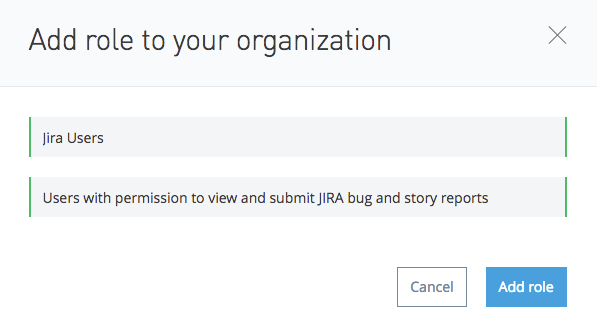 Add role to your organization
Jira Users
Users with permission to view and submit JIRA bug and story reports
Cancel
Add role